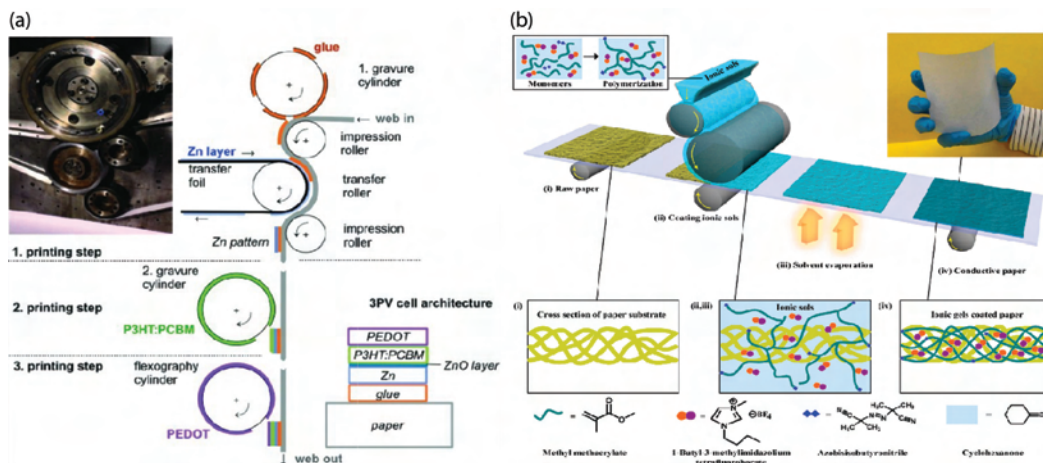 (a)
glue
1. gravure
cylinder
web in
impression
roller
Zn layer
transfer
foil
transfer
roller
Zn pattern
impression
roller
1. printing step
2. gravure
cylinder
2. printing step
P3HT:PCBM
3. printing step
flexography
cylinder
PEDOT
web out
3PV cell architecture
PEDOT
P3HT:PCBM
ZnO layer
Zn
glue
paper
(b)
Monomers
Polymerization
Ionic sols
(i) Raw paper
(ii) Coating ionic sols
(iii) Solvent evaporation
(iv) Conductive paper
(i)
Cross section of paper substrate
(ii,iii)
Ionic sols
(iv)
Ionic gels coated paper
Methyl methacrylate
1-Butyl-3-methylimidazolium
Azobisisobutyronitrile
Cyclohexanone